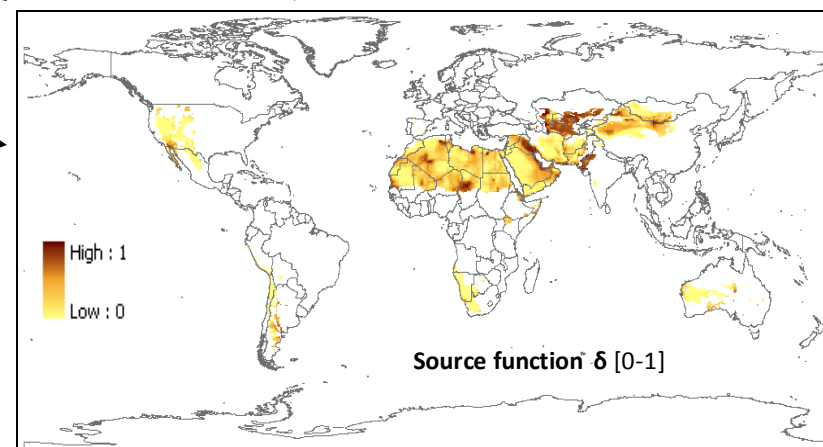 High : 1
Low : 0
Source function δ [0-1]